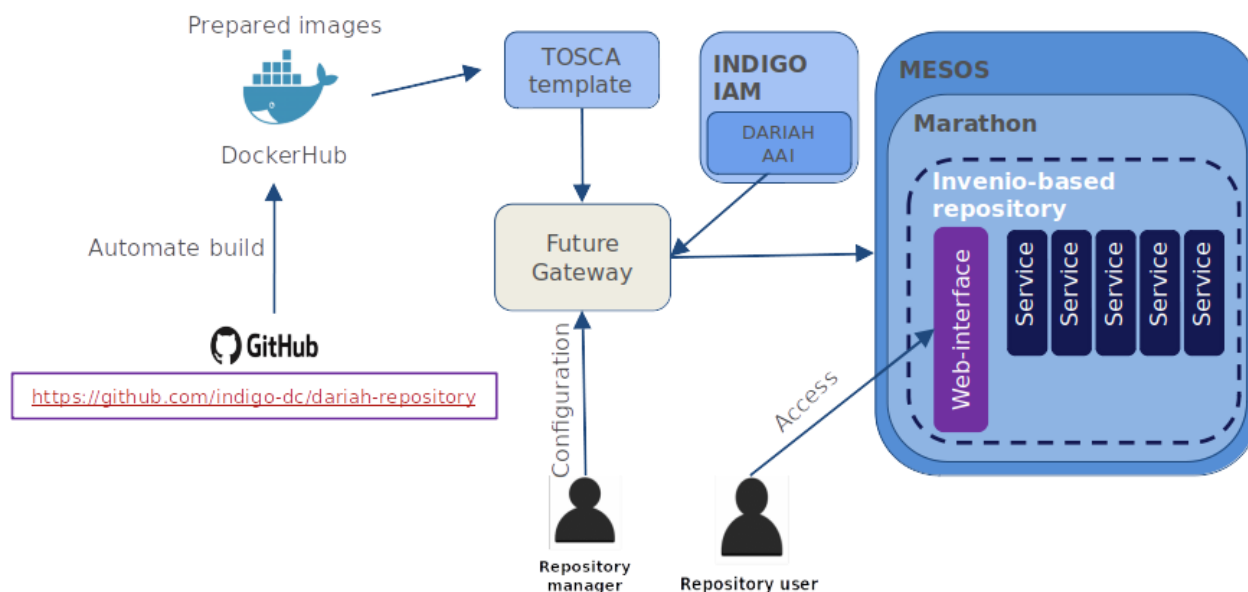 Prepared images
DockerHub
Automate build
GitHub
https://github.com/indigo-dc/dariah-repository
TOSCA
template
INDIGO
IAM
DARIAH
AAI
Future
Gateway
Configuration
Repository
manager
Access
Repository user
MESOS
Marathon
Invenio-based
repository
Web-interface
Service
Service
Service
Service
Service